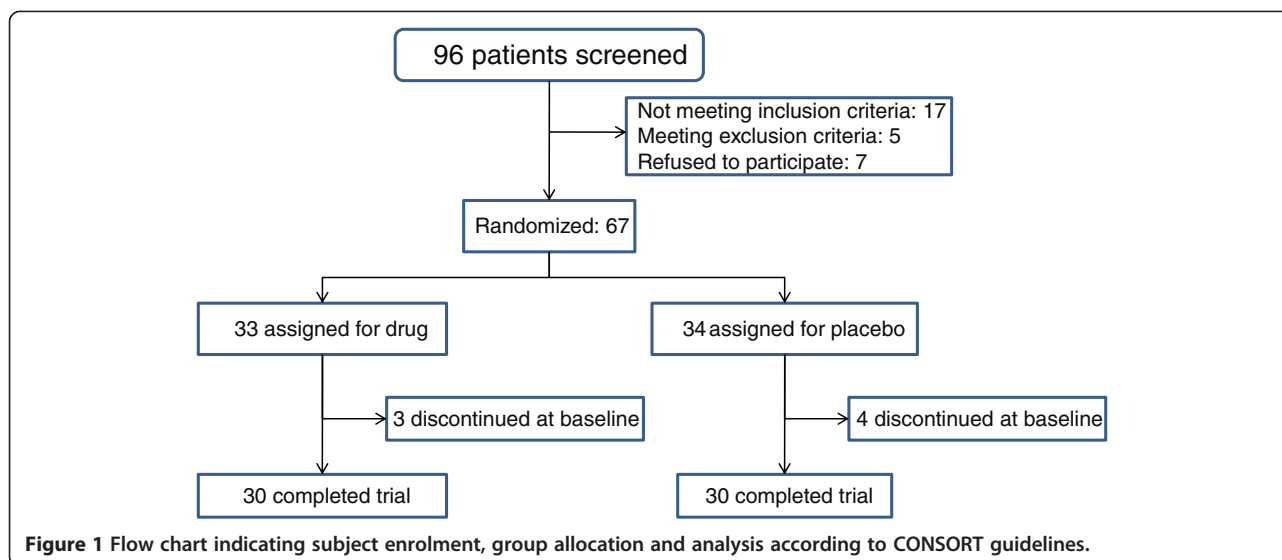 96 patients screened
Not meeting inclusion criteria: 17
Meeting exclusion criteria: 5
Refused to participate: 7
Randomized: 67
33 assigned for drug
34 assigned for placebo
3 discontinued at baseline
4 discontinued at baseline
30 completed trial
30 completed trial
Figure 1 Flow chart indicating subject enrolment, group allocation and analysis according to CONSORT guidelines.